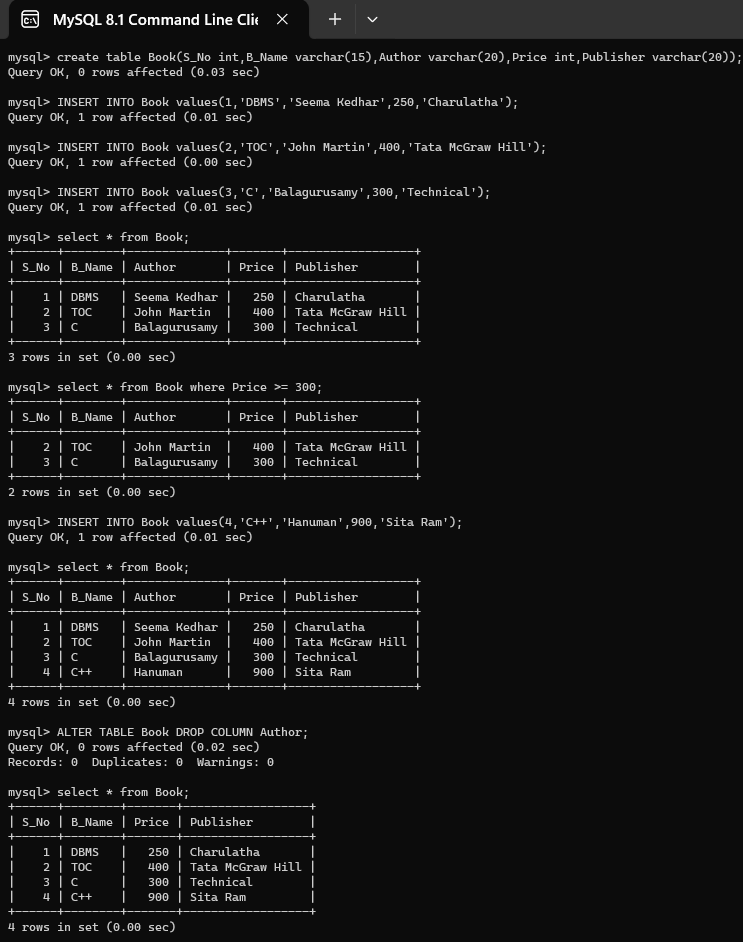 MySQL 8.1 Command Line Clie
mysql> create table Book(S_No int,B_Name varchar(15),Author varchar(20),Price int,Publisher varchar(20));
Query OK, 0 rows affected (0.03 sec)
mysql> INSERT INTO Book values(1,'DBMS','Seema Kedhar',250,'Charulatha');
Query OK, 1 row affected (0.01 sec)
mysql> INSERT INTO Book values(2,'TOC','John Martin',400,'Tata McGraw Hill');
Query OK, 1 row affected (0.00 sec)
mysql> INSERT INTO Book values(3,'C','Balagurusamy',300,'Technical');
Query OK, 1 row affected (0.01 sec)
mysql> select * from Book;
+------+--------+--------------+-------+------------------+
| S_No | B_Name | Author       | Price | Publisher        |
+------+--------+--------------+-------+------------------+
|    1 | DBMS   | Seema Kedhar |   250 | Charulatha       |
|    2 | TOC    | John Martin  |   400 | Tata McGraw Hill |
|    3 | C      | Balagurusamy |   300 | Technical        |
+------+--------+--------------+-------+------------------+
3 rows in set (0.00 sec)
mysql> select * from Book where Price >= 300;
+------+--------+--------------+-------+------------------+
| S_No | B_Name | Author       | Price | Publisher        |
+------+--------+--------------+-------+------------------+
|    2 | TOC    | John Martin  |   400 | Tata McGraw Hill |
|    3 | C      | Balagurusamy |   300 | Technical        |
+------+--------+--------------+-------+------------------+
2 rows in set (0.00 sec)
mysql> INSERT INTO Book values(4,'C++','Hanuman',900,'Sita Ram');
Query OK, 1 row affected (0.01 sec)
mysql> select * from Book;
+------+--------+--------------+-------+------------------+
| S_No | B_Name | Author       | Price | Publisher        |
+------+--------+--------------+-------+------------------+
|    1 | DBMS   | Seema Kedhar |   250 | Charulatha       |
|    2 | TOC    | John Martin  |   400 | Tata McGraw Hill |
|    3 | C      | Balagurusamy |   300 | Technical        |
|    4 | C++    | Hanuman      |   900 | Sita Ram         |
+------+--------+--------------+-------+------------------+
4 rows in set (0.00 sec)
mysql> ALTER TABLE Book DROP COLUMN Author;
Query OK, 0 rows affected (0.02 sec)
Records: 0  Duplicates: 0  Warnings: 0
mysql> select * from Book;
+------+--------+-------+------------------+
| S_No | B_Name | Price | Publisher        |
+------+--------+-------+------------------+
|    1 | DBMS   |   250 | Charulatha       |
|    2 | TOC    |   400 | Tata McGraw Hill |
|    3 | C      |   300 | Technical        |
|    4 | C++    |   900 | Sita Ram         |
+------+--------+-------+------------------+
4 rows in set (0.00 sec)